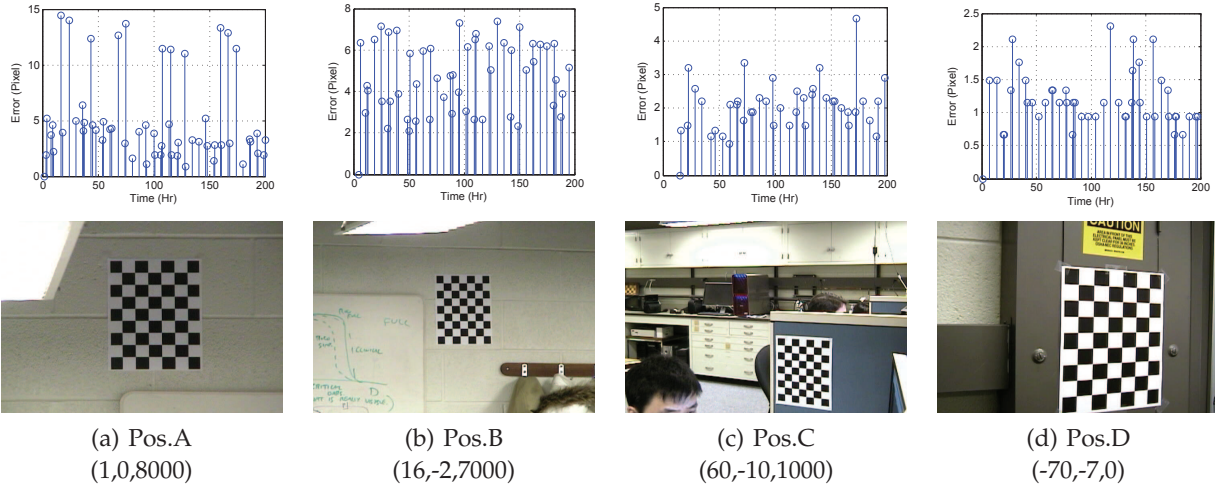 15
10
5
0
Error (Pixel)
0 50 100 150 200
Time (Hr)
8
6
4
2
0
Error (Pixel)
0 50 100 150 200
Time (Hr)
5
4
3
2
1
0
Error (Pixel)
0 50 100 150 200
Time (Hr)
2.5
2
1.5
1
0.5
0
Error (Pixel)
0 50 100 150 200
Time (Hr)
FULL
D
CAUTION
(a) Pos.A
(1,0,8000)
(b) Pos.B
(16,-2,7000)
(c) Pos.C
(60,-10,1000)
(d) Pos.D
(-70,-7,0)